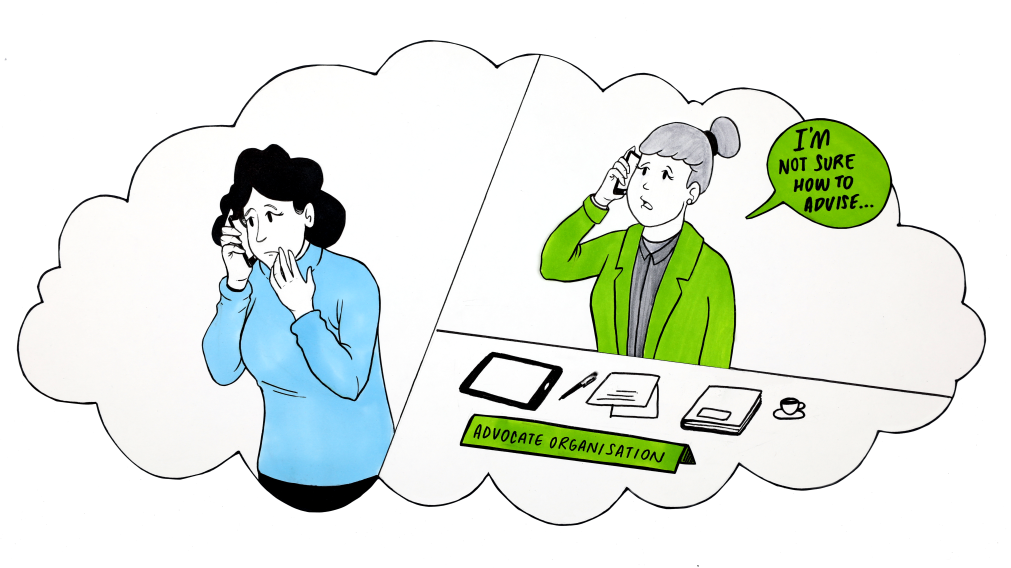 I'M
NOT SURE
HOW TO
ADVISE...
ADVOCATE ORGANISATION